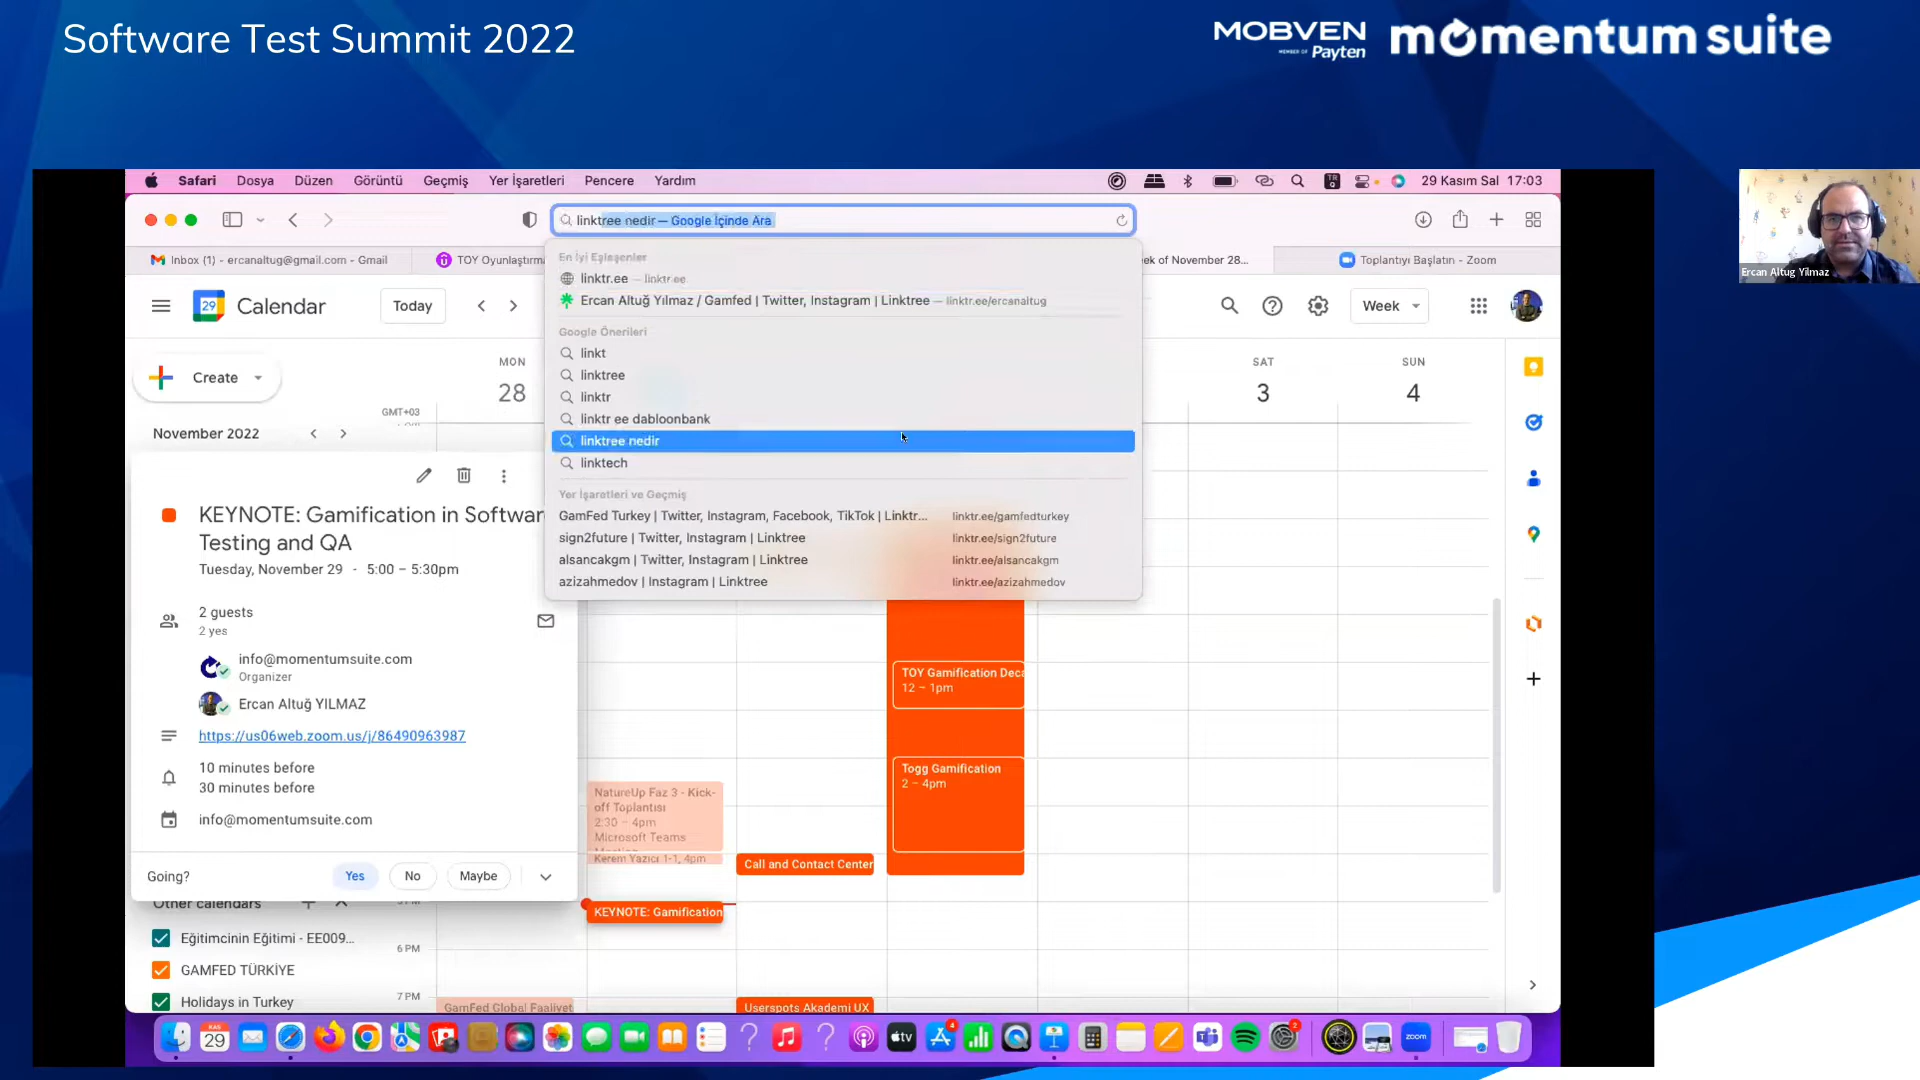 Software Test Summit 2022
MOBVEN
MEMBER OF Payten
momentum suite
Safari Dosya Düzen Görüntü Geçmiş Yer İşaretleri Pencere Yardım
29 Kasım Sal 17:03
linktree nedir — Google İçinde Ara
Inbox (1) - ercanaltug@gmail.com - Gmail
TOY Oyunlaştırma
ek of November 28...
Toplantıyı Başlatın - Zoom
En İyi Eşleşenler
linktr.ee — linktr.ee
Ercan Altuğ Yılmaz / Gamfed | Twitter, Instagram | Linktree — linktr.ee/ercanaltug
Google Önerileri
linkt
linktree
linktr
linktr ee dabloonbank
linktree nedir
linktech
Yer İşaretleri ve Geçmiş
GamFed Turkey | Twitter, Instagram, Facebook, TikTok | Linktr... linktr.ee/gamfedturkey
sign2future | Twitter, Instagram | Linktree linktr.ee/sign2future
alsancakgm | Twitter, Instagram | Linktree linktr.ee/alsancakgm
azizahmedov | Instagram | Linktree linktr.ee/azizahmedov
29 Calendar
Today
Week
Create
GMT+03
MON
28
SAT
3
SUN
4
November 2022
KEYNOTE: Gamification in Softwar
Testing and QA
Tuesday, November 29 - 5:00 – 5:30pm
2 guests
2 yes
info@momentumsuite.com
Organizer
Ercan Altuğ YILMAZ
https://us06web.zoom.us/j/86490963987
10 minutes before
30 minutes before
info@momentumsuite.com
Going?
Yes
No
Maybe
Other calendars
Eğitimcinin Eğitimi - EE009...
GAMFED TÜRKİYE
Holidays in Turkey
6 PM
7 PM
NatureUp Faz 3 - Kick-
off Toplantısı
2:30 – 4pm
Microsoft Teams
Kerem Yazıcı 1-1, 4pm
KEYNOTE: Gamification
Call and Contact Center
TOY Gamification Deca
12 – 1pm
Togg Gamification
2 – 4pm
GamFed Global Faaliyet
Userspots Akademi UX
Ercan Altug Yilmaz
KAS
29
tv
4
2
zoom